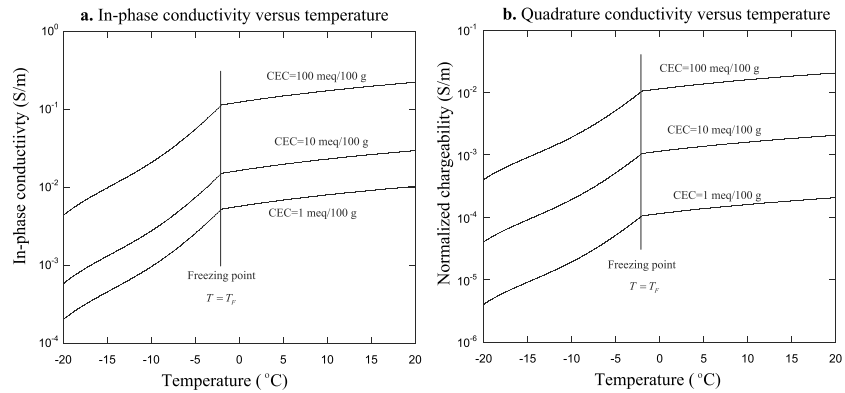 a. In-phase conductivity versus temperature
In-phase conductiivty (S/m)
10⁰
10⁻¹
10⁻²
10⁻³
10⁻⁴
CEC=100 meq/100 g
CEC=10 meq/100 g
CEC=1 meq/100 g
Freezing point
T = T_F
-20 -15 -10 -5 0 5 10 15 20
Temperature (°C)
b. Quadrature conductivity versus temperature
Normalized chargeability (S/m)
10⁻¹
10⁻²
10⁻³
10⁻⁴
10⁻⁵
10⁻⁶
CEC=100 meq/100 g
CEC=10 meq/100 g
CEC=1 meq/100 g
Freezing point
T = T_F
-20 -15 -10 -5 0 5 10 15 20
Temperature (°C)